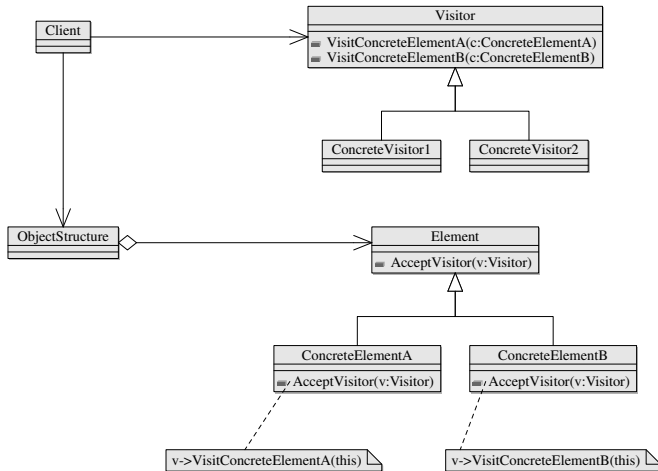 Client
Visitor
VisitConcreteElementA(c:ConcreteElementA)
VisitConcreteElementB(c:ConcreteElementB)
ConcreteVisitor1
ConcreteVisitor2
ObjectStructure
Element
AcceptVisitor(v:Visitor)
ConcreteElementA
AcceptVisitor(v:Visitor)
ConcreteElementB
AcceptVisitor(v:Visitor)
v->VisitConcreteElementA(this)
v->VisitConcreteElementB(this)